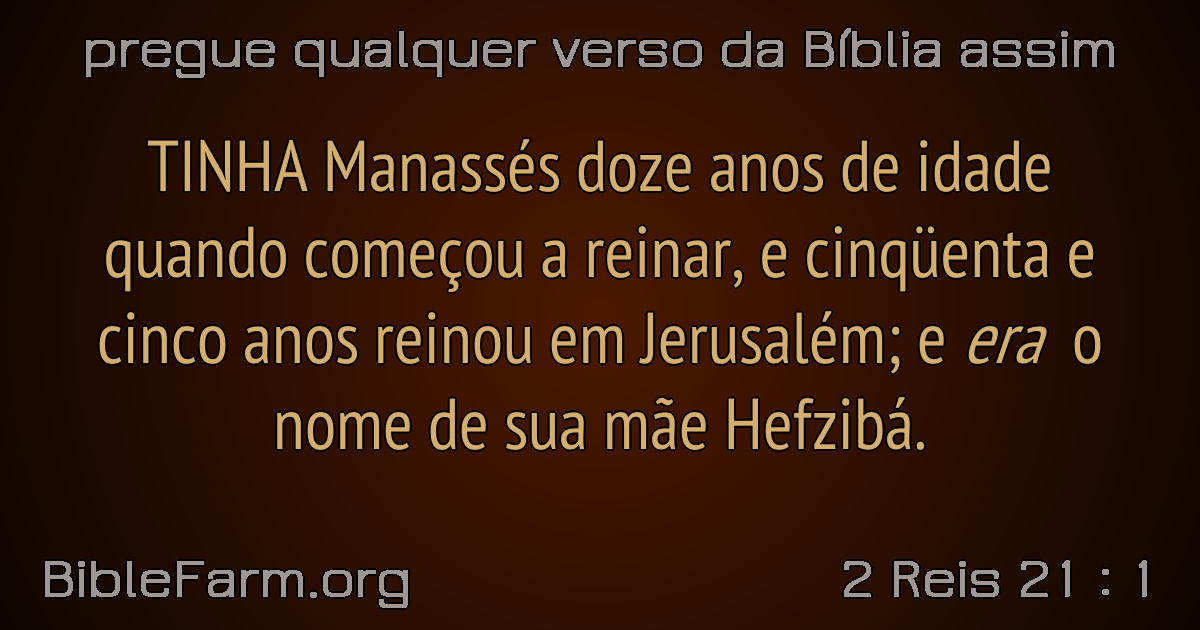 pregue qualquer verso da Bíblia assim
TINHA Manassés doze anos de idade
quando começou a reinar, e cinqüenta e
cinco anos reinou em Jerusalém; e era o
nome de sua mãe Hefzibá.
BibleFarm.org
2 Reis 21 : 1